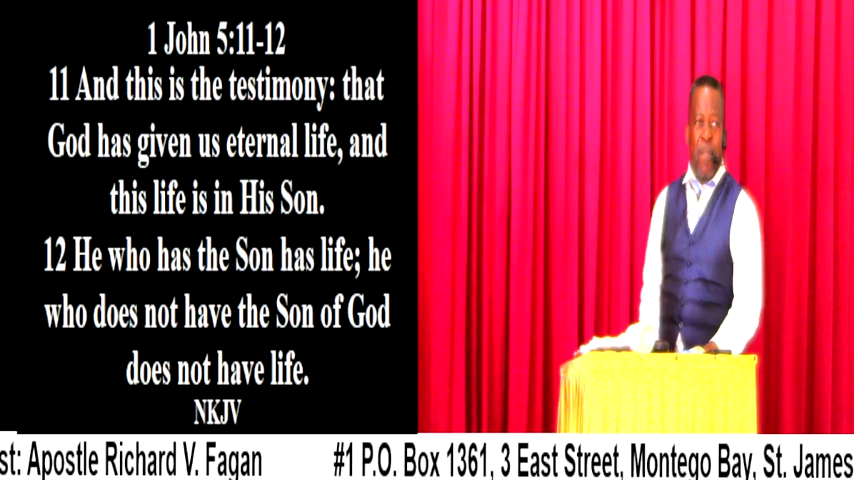 1 John 5:11-12
11 And this is the testimony: that
God has given us eternal life, and
this life is in His Son.
12 He who has the Son has life; he
who does not have the Son of God
does not have life.
NKJV
st: Apostle Richard V. Fagan #1 P.O. Box 1361, 3 East Street, Montego Bay, St. James